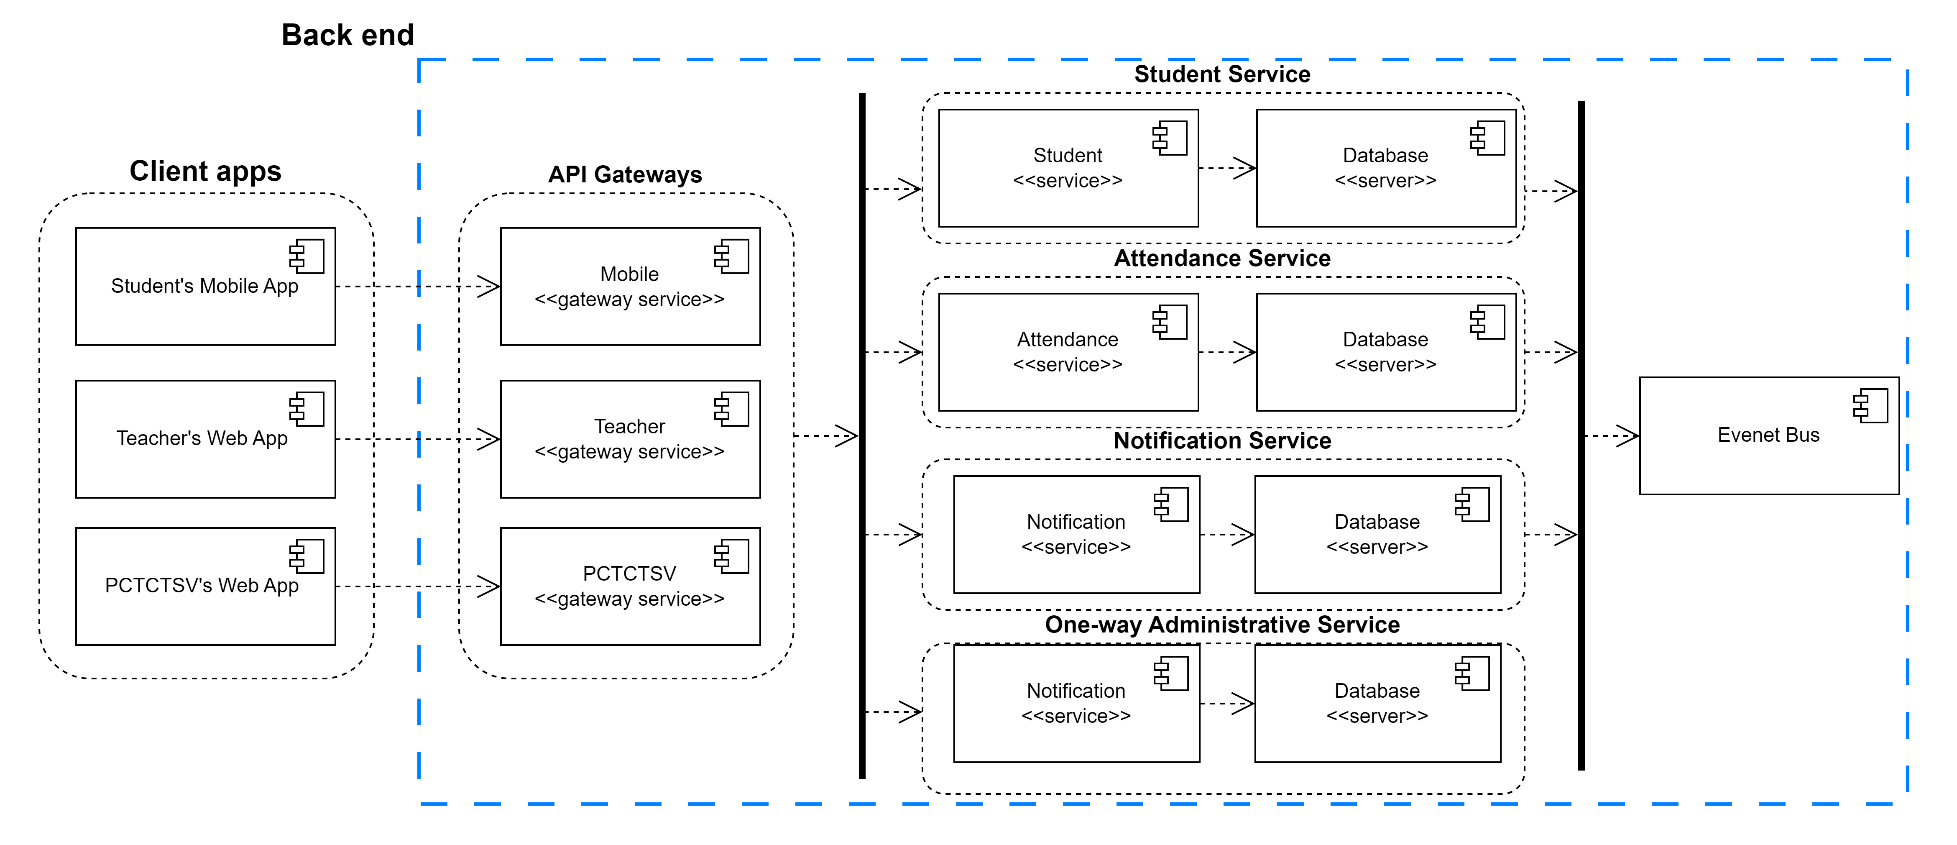 Back end
Client apps
Student's Mobile App
Teacher's Web App
PCTCTSV's Web App
API Gateways
Mobile
<<gateway service>>
Teacher
<<gateway service>>
PCTCTSV
<<gateway service>>
Student Service
Student
<<service>>
Database
<<server>>
Attendance Service
Attendance
<<service>>
Database
<<server>>
Notification Service
Notification
<<service>>
Database
<<server>>
One-way Administrative Service
Notification
<<service>>
Database
<<server>>
Evenet Bus